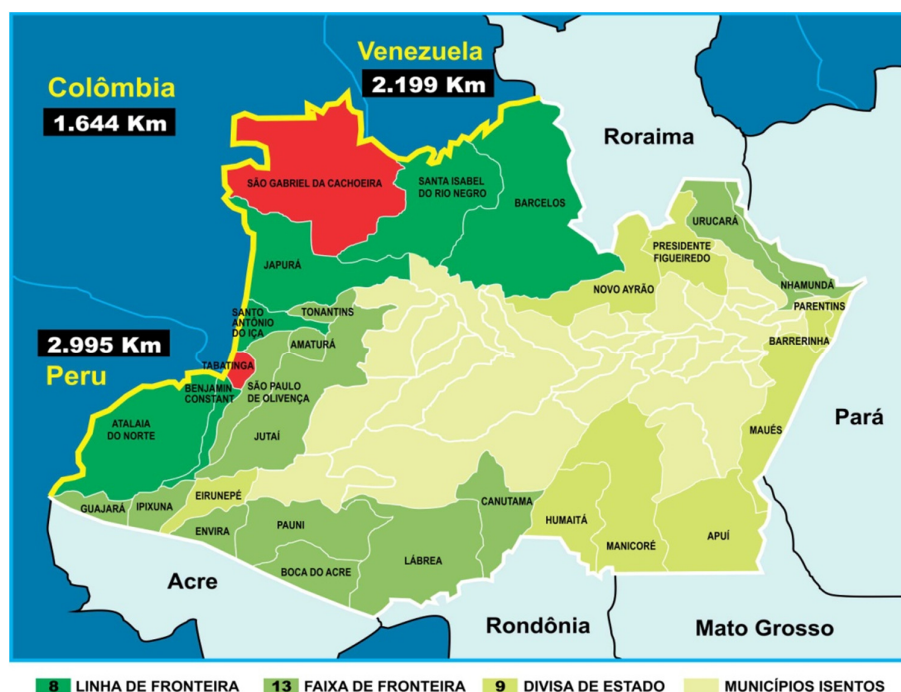 Venezuela
2.199 Km
Colômbia
1.644 Km
Roraima
SÃO GABRIEL DA CACHOEIRA
SANTA ISABEL
DO RIO NEGRO
BARCELOS
URUCARÁ
PRESIDENTE
FIGUEIREDO
JAPURÁ
NOVO AYRÃO
NHAMUNDÁ
PARENTINS
SANTO
ANTÔNIO
DO IÇA
TONANTINS
AMATURÁ
BARRERINHA
2.995 Km
Peru
TABATINGA
BENJAMIN
CONSTANT
SÃO PAULO
DE OLIVENÇA
ATALAIA
DO NORTE
JUTAÍ
MAUÉS
Pará
GUAJARÁ
IPIXUNA
EIRUNEPÉ
CANUTAMA
ENVIRA
PAUNI
HUMAITÁ
MANICORÉ
APUÍ
BOCA DO ACRE
LÁBREA
Acre
Rondônia
Mato Grosso
8 LINHA DE FRONTEIRA
13 FAIXA DE FRONTEIRA
9 DIVISA DE ESTADO
MUNICÍPIOS ISENTOS